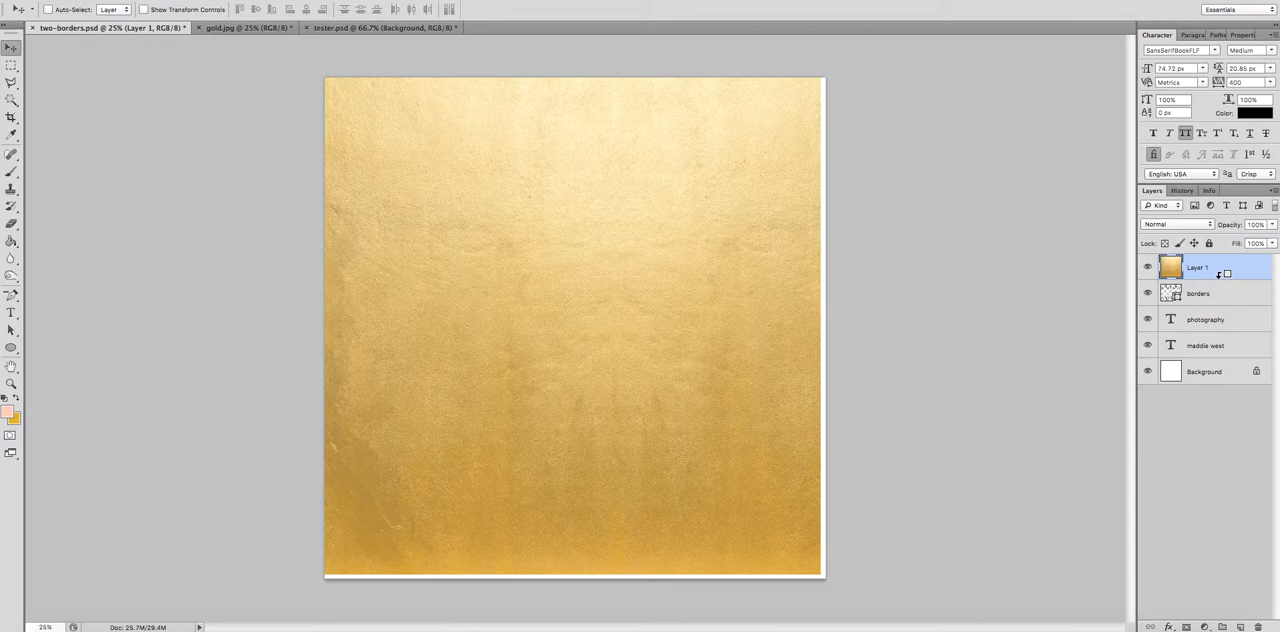 Auto-Select: Layer Show Transform Controls Essentials
two-borders.psd @ 25% (Layer 1, RGB/8) * gold.jpg @ 25% (RGB/8) * tester.psd @ 66.7% (Background, RGB/8) *
Character Paragra Paths Properti
SansSerifBookFLF Medium
74.72 px 20.85 px
Metrics 400
100% 100%
0 px Color:
English: USA Crisp
Layers History Info
Kind
Normal Opacity: 100%
Lock: Fill: 100%
Layer 1
borders
T photography
T maddie west
Background
25% Doc: 25.7M/29.4M